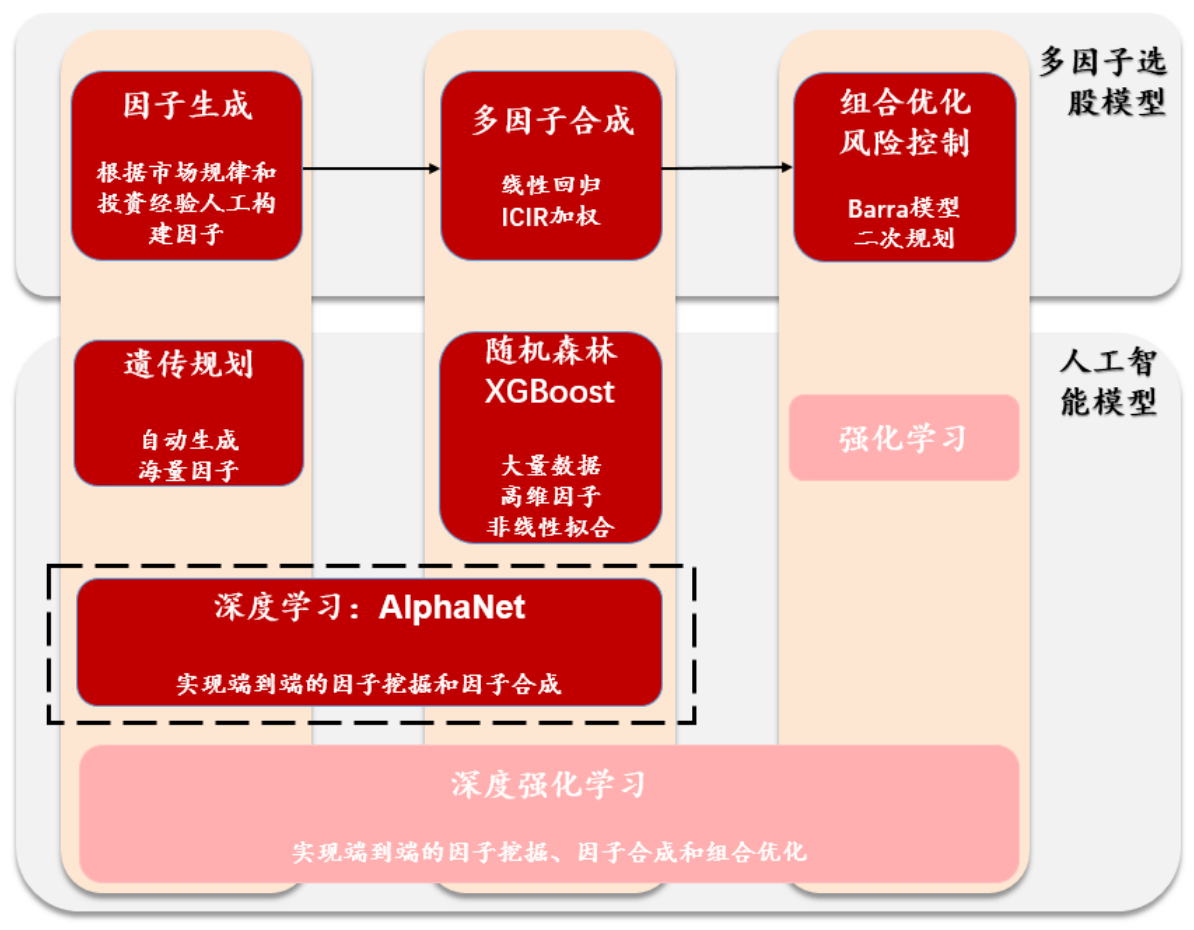 多因子选
股模型
因子生成
根据市场规律和
投资经验人工构
建因子
多因子合成
线性回归
ICIR加权
组合优化
风险控制
Barra模型
二次规划
人工智
能模型
遗传规划
自动生成
海量因子
随机森林
XGBoost
大量数据
高维因子
非线性拟合
强化学习
深度学习：AlphaNet
实现端到端的因子挖掘和因子合成
深度强化学习
实现端到端的因子挖掘、因子合成和组合优化